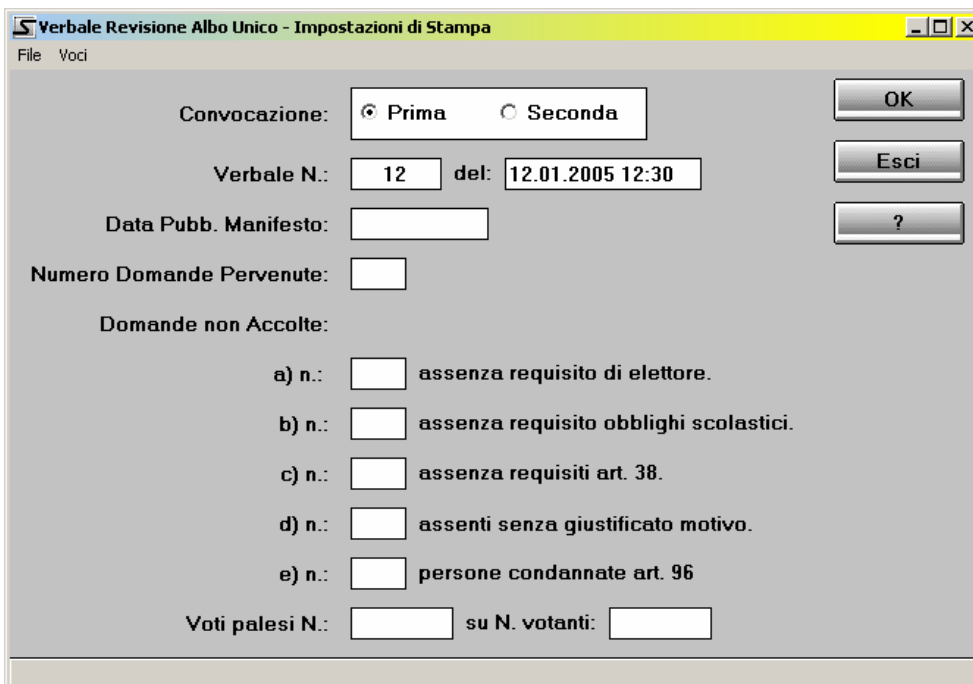 Verbale Revisione Albo Unico - Impostazioni di Stampa
File Voci
Convocazione: Prima Seconda OK
Verbale N.: 12 del: 12.01.2005 12:30 Esci
Data Pubb. Manifesto: ?
Numero Domande Pervenute:
Domande non Accolte:
a) n.: assenza requisito di elettore.
b) n.: assenza requisito obblighi scolastici.
c) n.: assenza requisiti art. 38.
d) n.: assenti senza giustificato motivo.
e) n.: persone condannate art. 96
Voti palesi N.: su N. votanti: